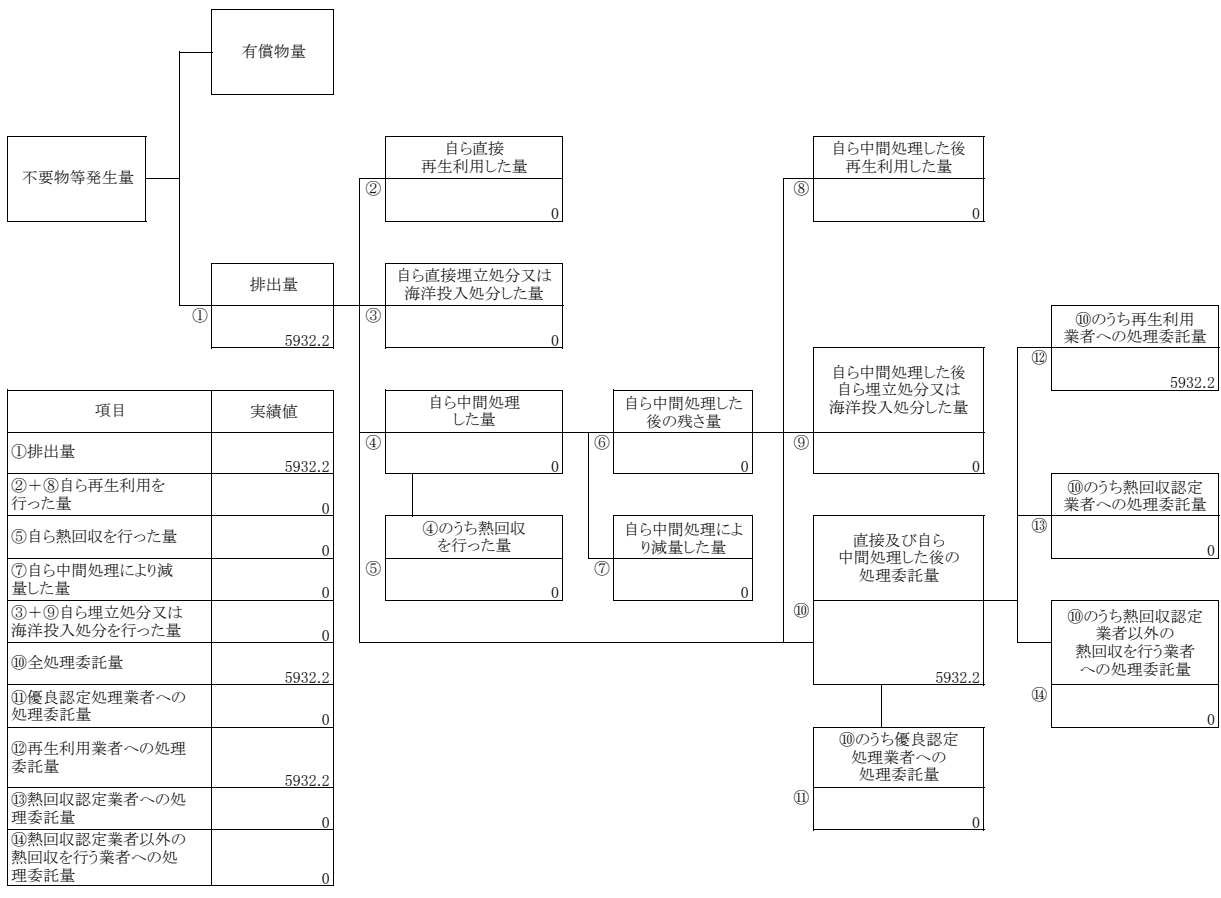 有償物量
不要物等発生量
自ら直接
再生利用した量
②
0
自ら中間処理した後
再生利用した量
⑧
0
排出量
①
5932.2
自ら直接埋立処分又は
海洋投入処分した量
③
0
⑩のうち再生利用
業者への処理委託量
⑫
5932.2
自ら中間処理
した量
④
0
自ら中間処理した
後の残さ量
⑥
0
自ら中間処理した後
自ら埋立処分又は
海洋投入処分した量
⑨
0
⑩のうち熱回収認定
業者への処理委託量
⑬
0
④のうち熱回収
を行った量
⑤
0
自ら中間処理によ
り減量した量
⑦
0
直接及び自ら
中間処理した後の
処理委託量
⑩
5932.2
⑩のうち熱回収認定
業者以外の
熱回収を行う業者
への処理委託量
⑭
0
⑩のうち優良認定
処理業者への
処理委託量
⑪
0
項目
実績値
①排出量
5932.2
②＋⑧自ら再生利用を
行った量
0
⑤自ら熱回収を行った量
0
⑦自ら中間処理により減
量した量
0
③＋⑨自ら埋立処分又は
海洋投入処分を行った量
0
⑩全処理委託量
5932.2
⑪優良認定処理業者への
処理委託量
0
⑫再生利用業者への処理
委託量
5932.2
⑬熱回収認定業者への処
理委託量
0
⑭熱回収認定業者以外の
熱回収を行う業者への処
理委託量
0